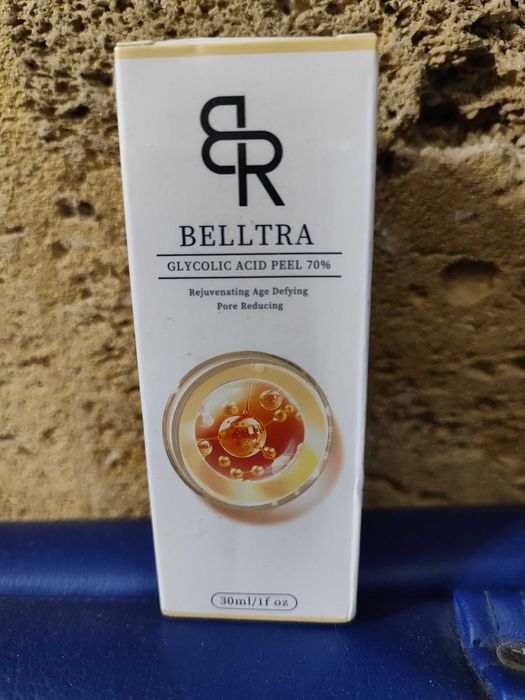 BR
BELLTRA
GLYCOLIC ACID PEEL 70%
Rejuvenating Age Defying
Pore Reducing
30ml/1f oz